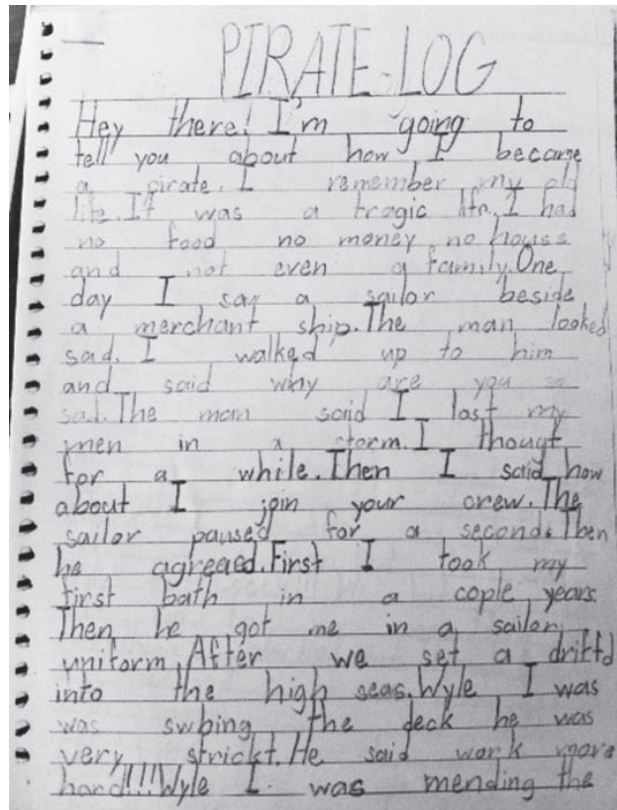 PIRATE LOG
Hey there! I'm going to
tell you about how I became
a pirate. I remember my old
life. It was a tragic life. I had
no food no money no house
and not even a family. One
day I say a sailor beside
a merchant ship. The man looked
sad. I walked up to him
and said why are you so
sad. The man said I lost my
men in a storm. I thougt
for a while. Then I said how
about I join your crew. The
sailor paused for a second. Then
he agreeed. First I took my
first bath in a cople years.
Then he got me in a sailor
uniform. After we set a driftd
into the high seas. Wyle I was
was swbing the deck he was
very strickt. He said work more
hard!!!! Wyle I was mending the